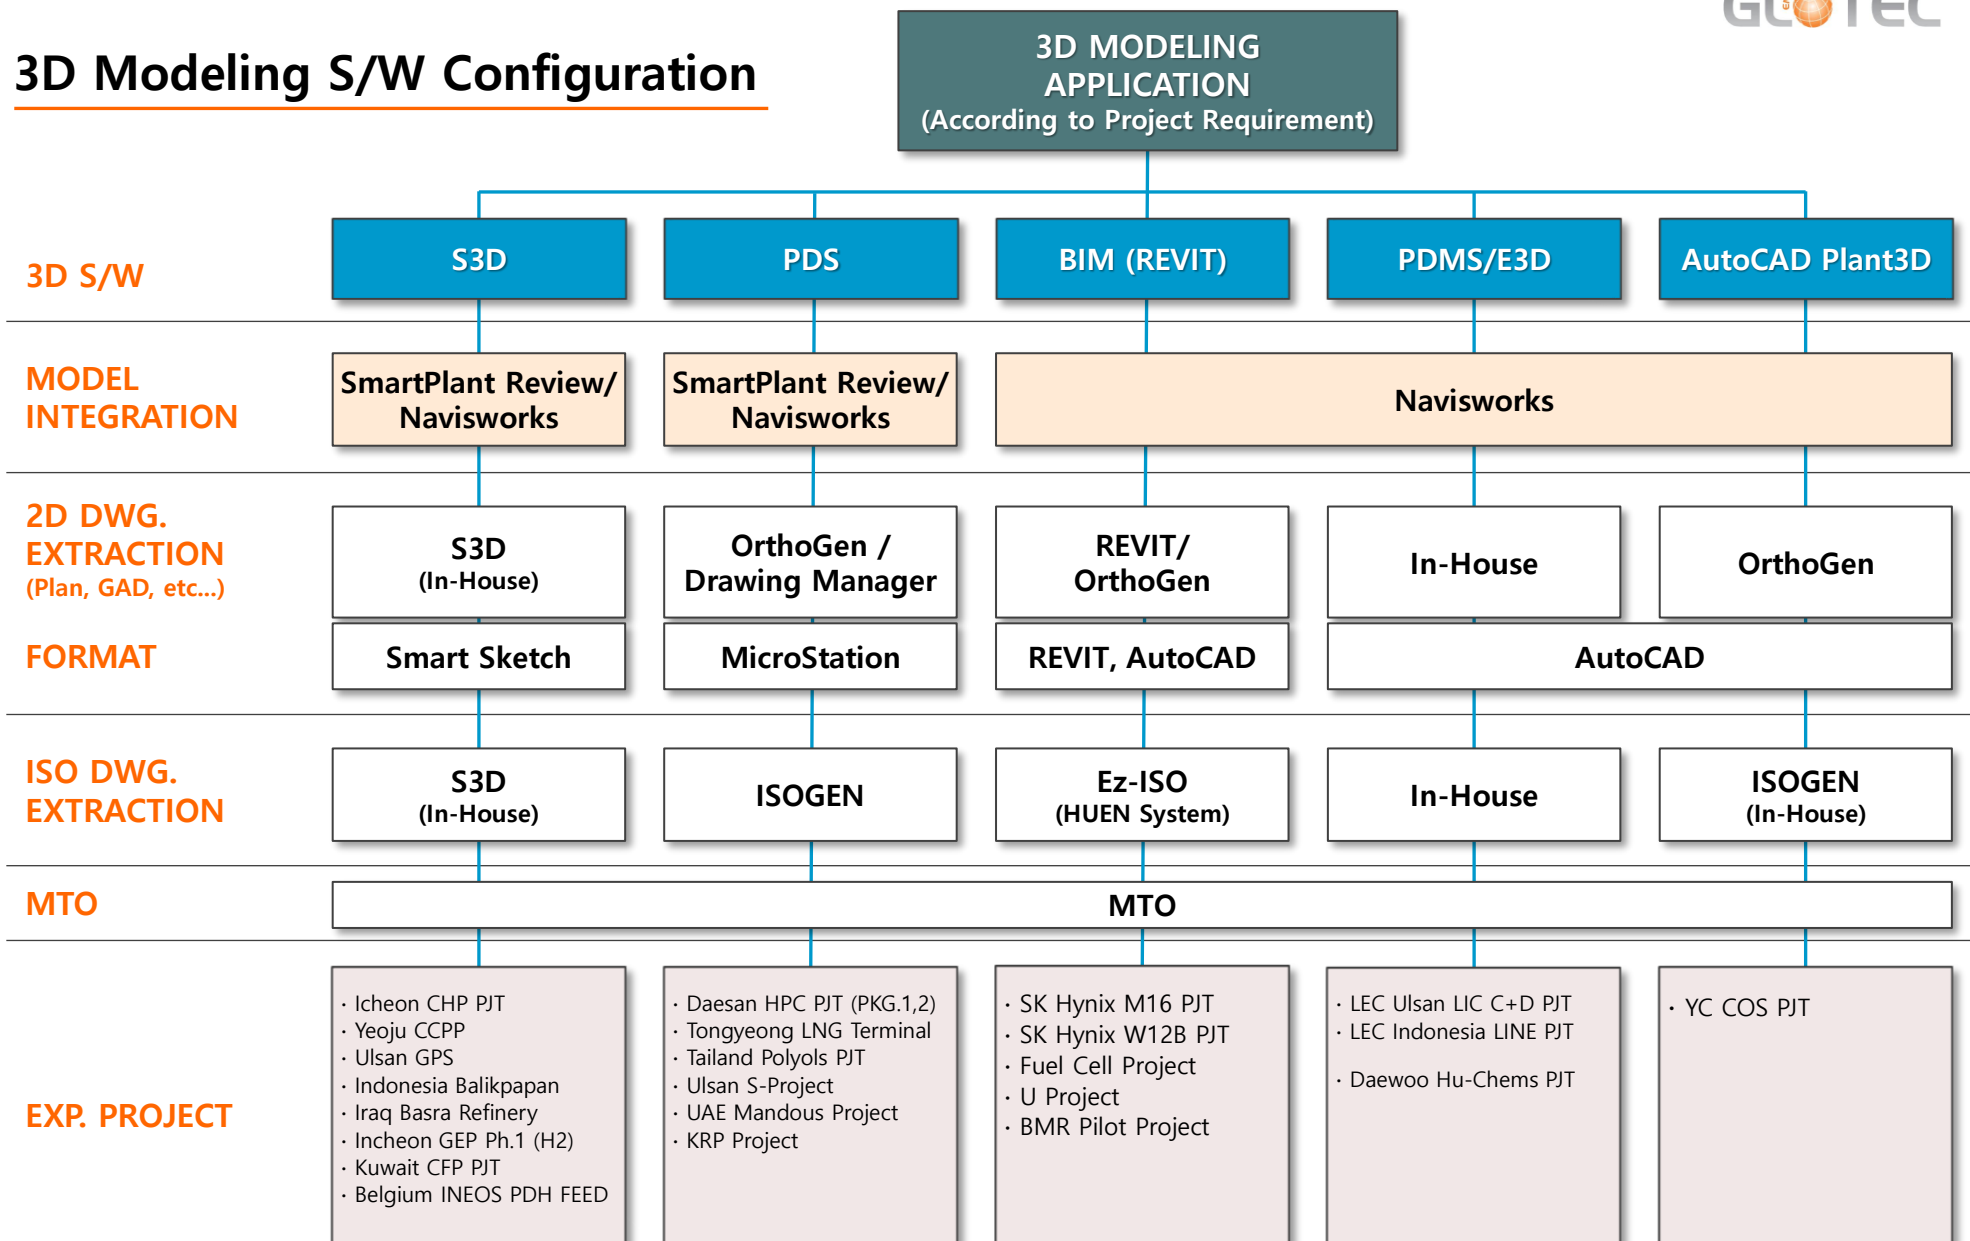 GLOTEC
3D Modeling S/W Configuration
3D MODELING
APPLICATION
(According to Project Requirement)
3D S/W
S3D
PDS
BIM (REVIT)
PDMS/E3D
AutoCAD Plant3D
MODEL
INTEGRATION
SmartPlant Review/
Navisworks
SmartPlant Review/
Navisworks
Navisworks
2D DWG.
EXTRACTION
(Plan, GAD, etc...)
S3D
(In-House)
OrthoGen /
Drawing Manager
REVIT/
OrthoGen
In-House
OrthoGen
FORMAT
Smart Sketch
MicroStation
REVIT, AutoCAD
AutoCAD
ISO DWG.
EXTRACTION
S3D
(In-House)
ISOGEN
Ez-ISO
(HUEN System)
In-House
ISOGEN
(In-House)
MTO
MTO
EXP. PROJECT
· Icheon CHP PJT
· Yeoju CCPP
· Ulsan GPS
· Indonesia Balikpapan
· Iraq Basra Refinery
· Incheon GEP Ph.1 (H2)
· Kuwait CFP PJT
· Belgium INEOS PDH FEED
· Daesan HPC PJT (PKG.1,2)
· Tongyeong LNG Terminal
· Tailand Polyols PJT
· Ulsan S-Project
· UAE Mandous Project
· KRP Project
· SK Hynix M16 PJT
· SK Hynix W12B PJT
· Fuel Cell Project
· U Project
· BMR Pilot Project
· LEC Ulsan LIC C+D PJT
· LEC Indonesia LINE PJT
· Daewoo Hu-Chems PJT
· YC COS PJT